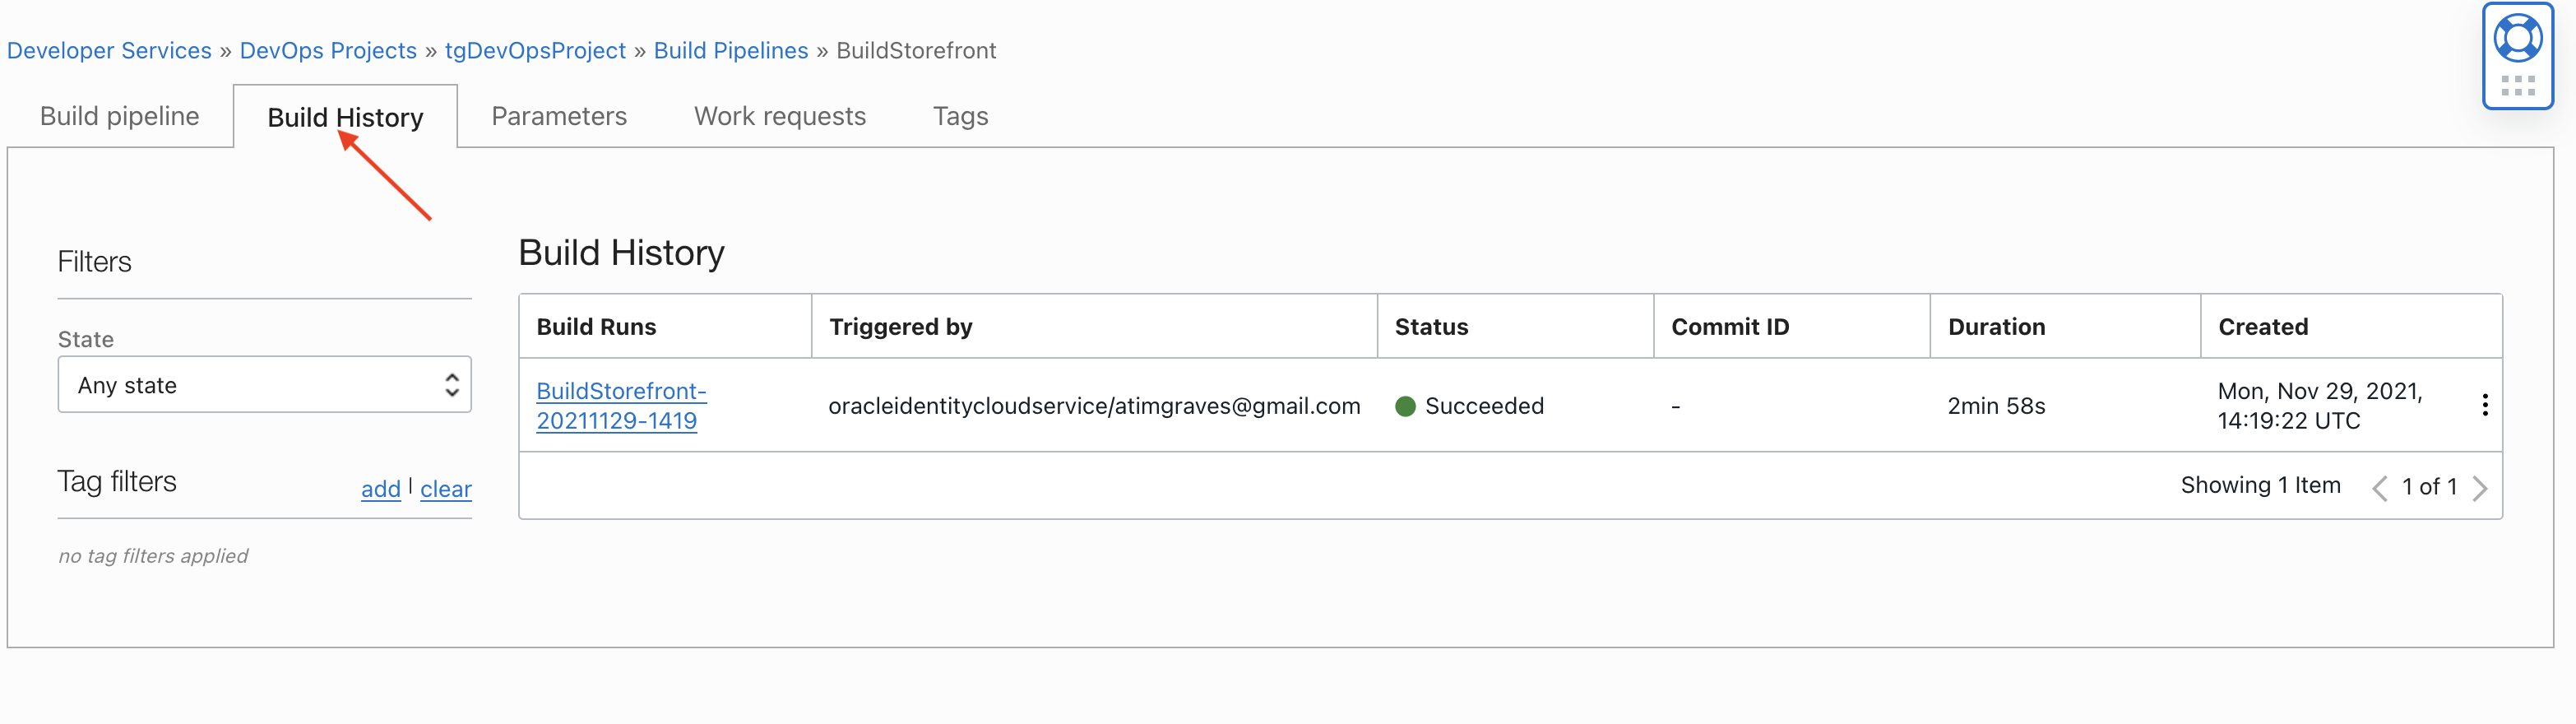 Developer Services » DevOps Projects » tgDevOpsProject » Build Pipelines » BuildStorefront
Build pipeline
Build History
Parameters
Work requests
Tags
Filters
State
Any state
Tag filters
add | clear
no tag filters applied
Build History
Build Runs
Triggered by
Status
Commit ID
Duration
Created
BuildStorefront-
20211129-1419
oracleidentitycloudservice/atimgraves@gmail.com
Succeeded
-
2min 58s
Mon, Nov 29, 2021,
14:19:22 UTC
Showing 1 Item
1 of 1